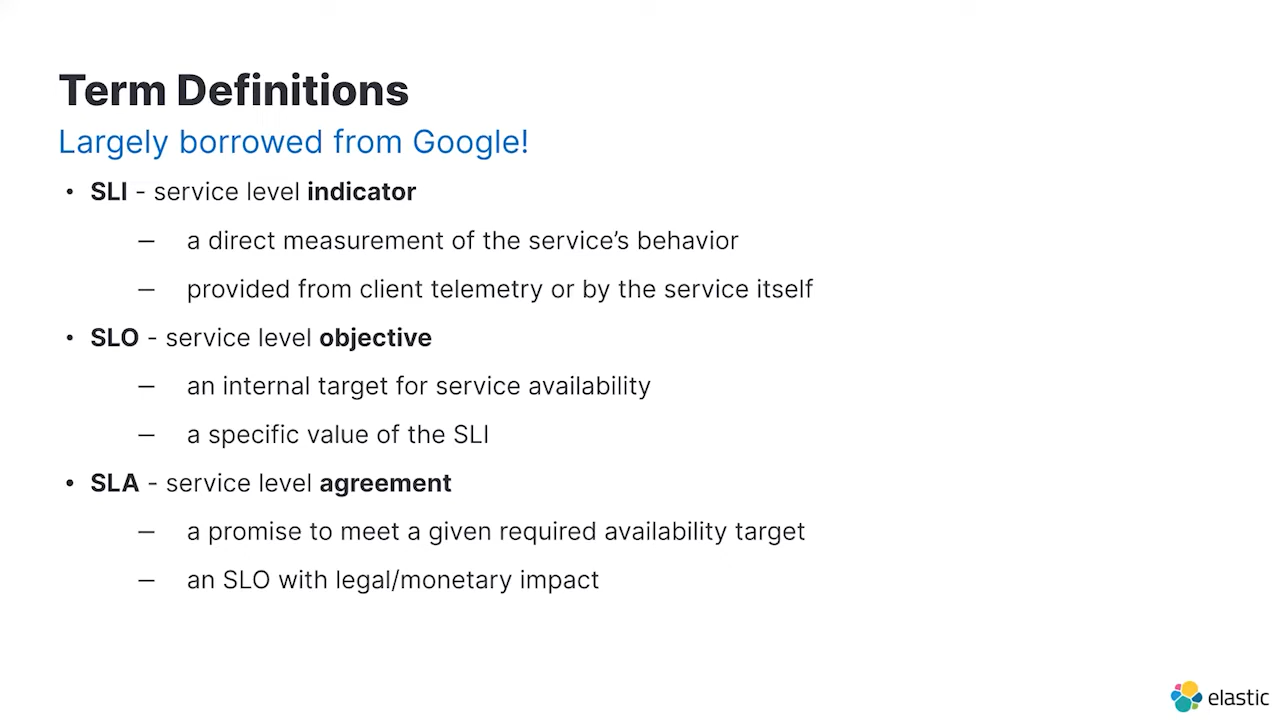 Term Definitions
Largely borrowed from Google!
• SLI - service level indicator
– a direct measurement of the service’s behavior
– provided from client telemetry or by the service itself
• SLO - service level objective
– an internal target for service availability
– a specific value of the SLI
• SLA - service level agreement
– a promise to meet a given required availability target
– an SLO with legal/monetary impact
elastic